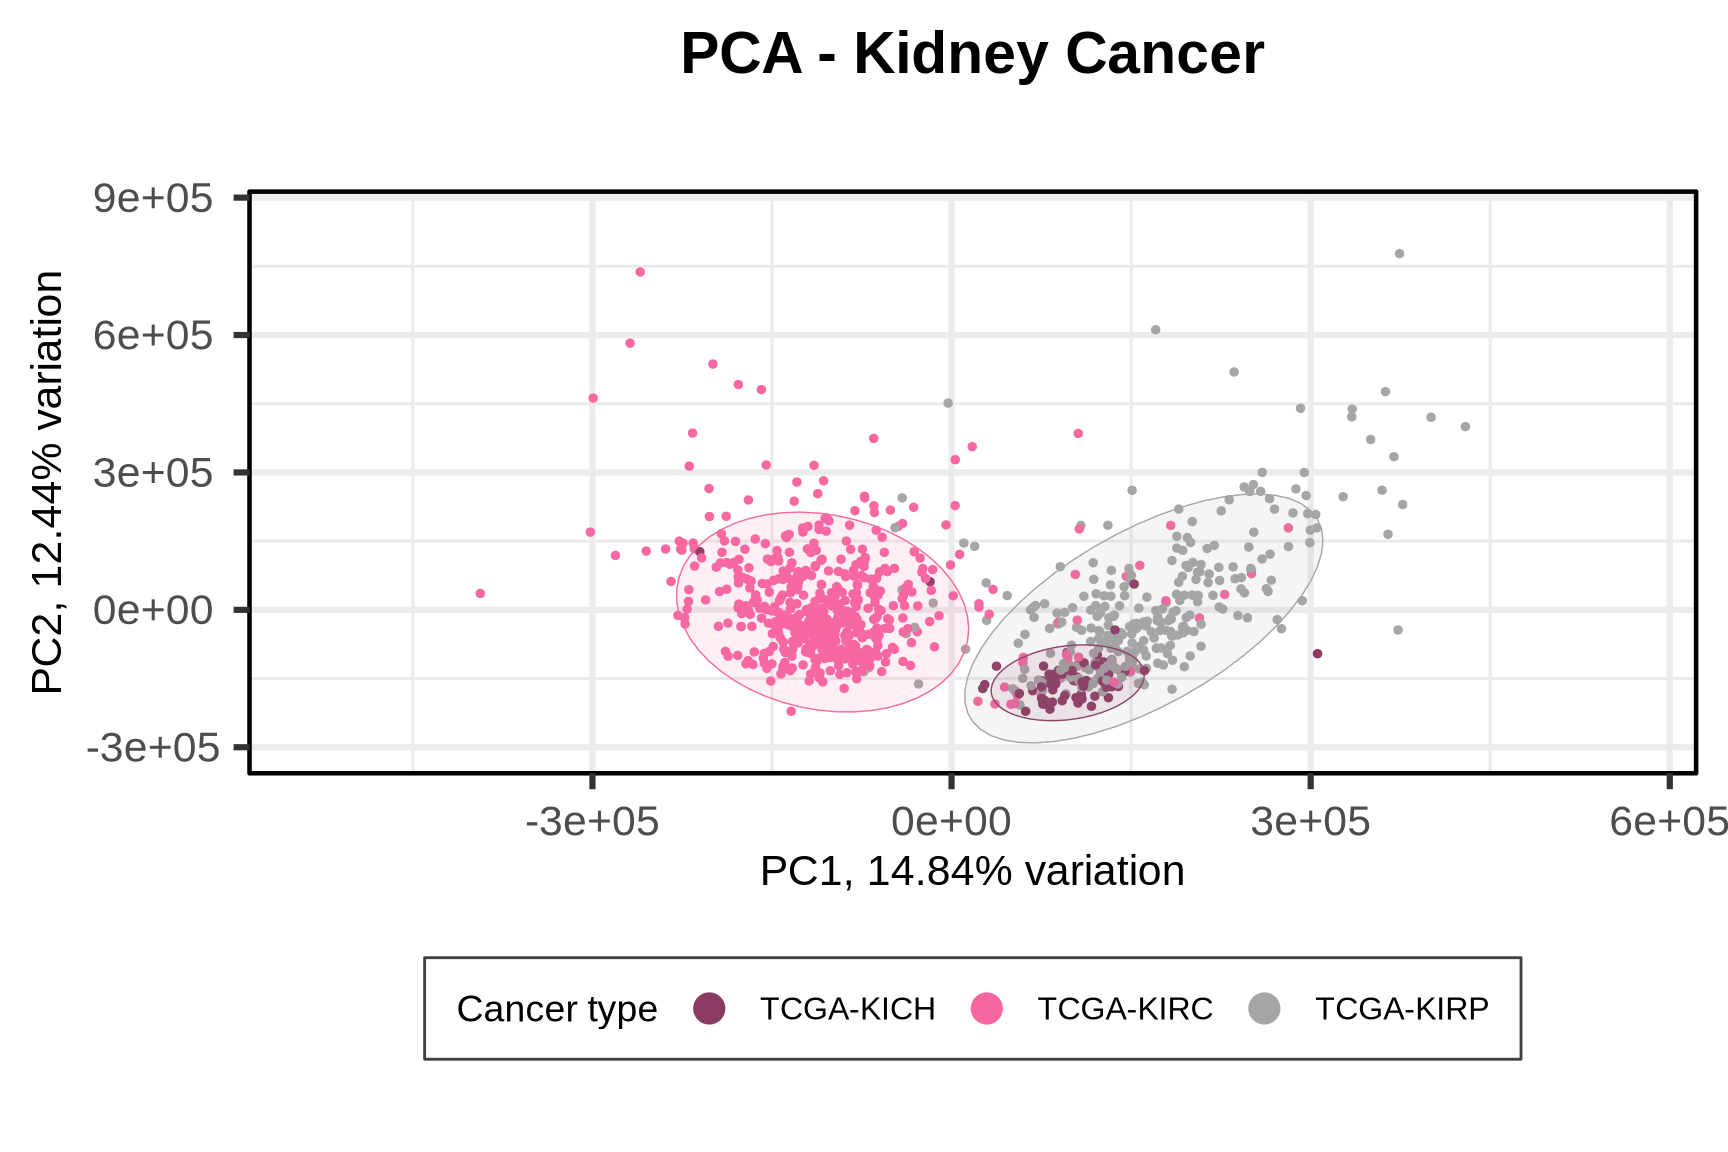 PCA - Kidney Cancer
9e+05
6e+05
3e+05
0e+00
-3e+05
PC2, 12.44% variation
-3e+05 0e+00 3e+05 6e+05
PC1, 14.84% variation
Cancer type TCGA-KICH TCGA-KIRC TCGA-KIRP